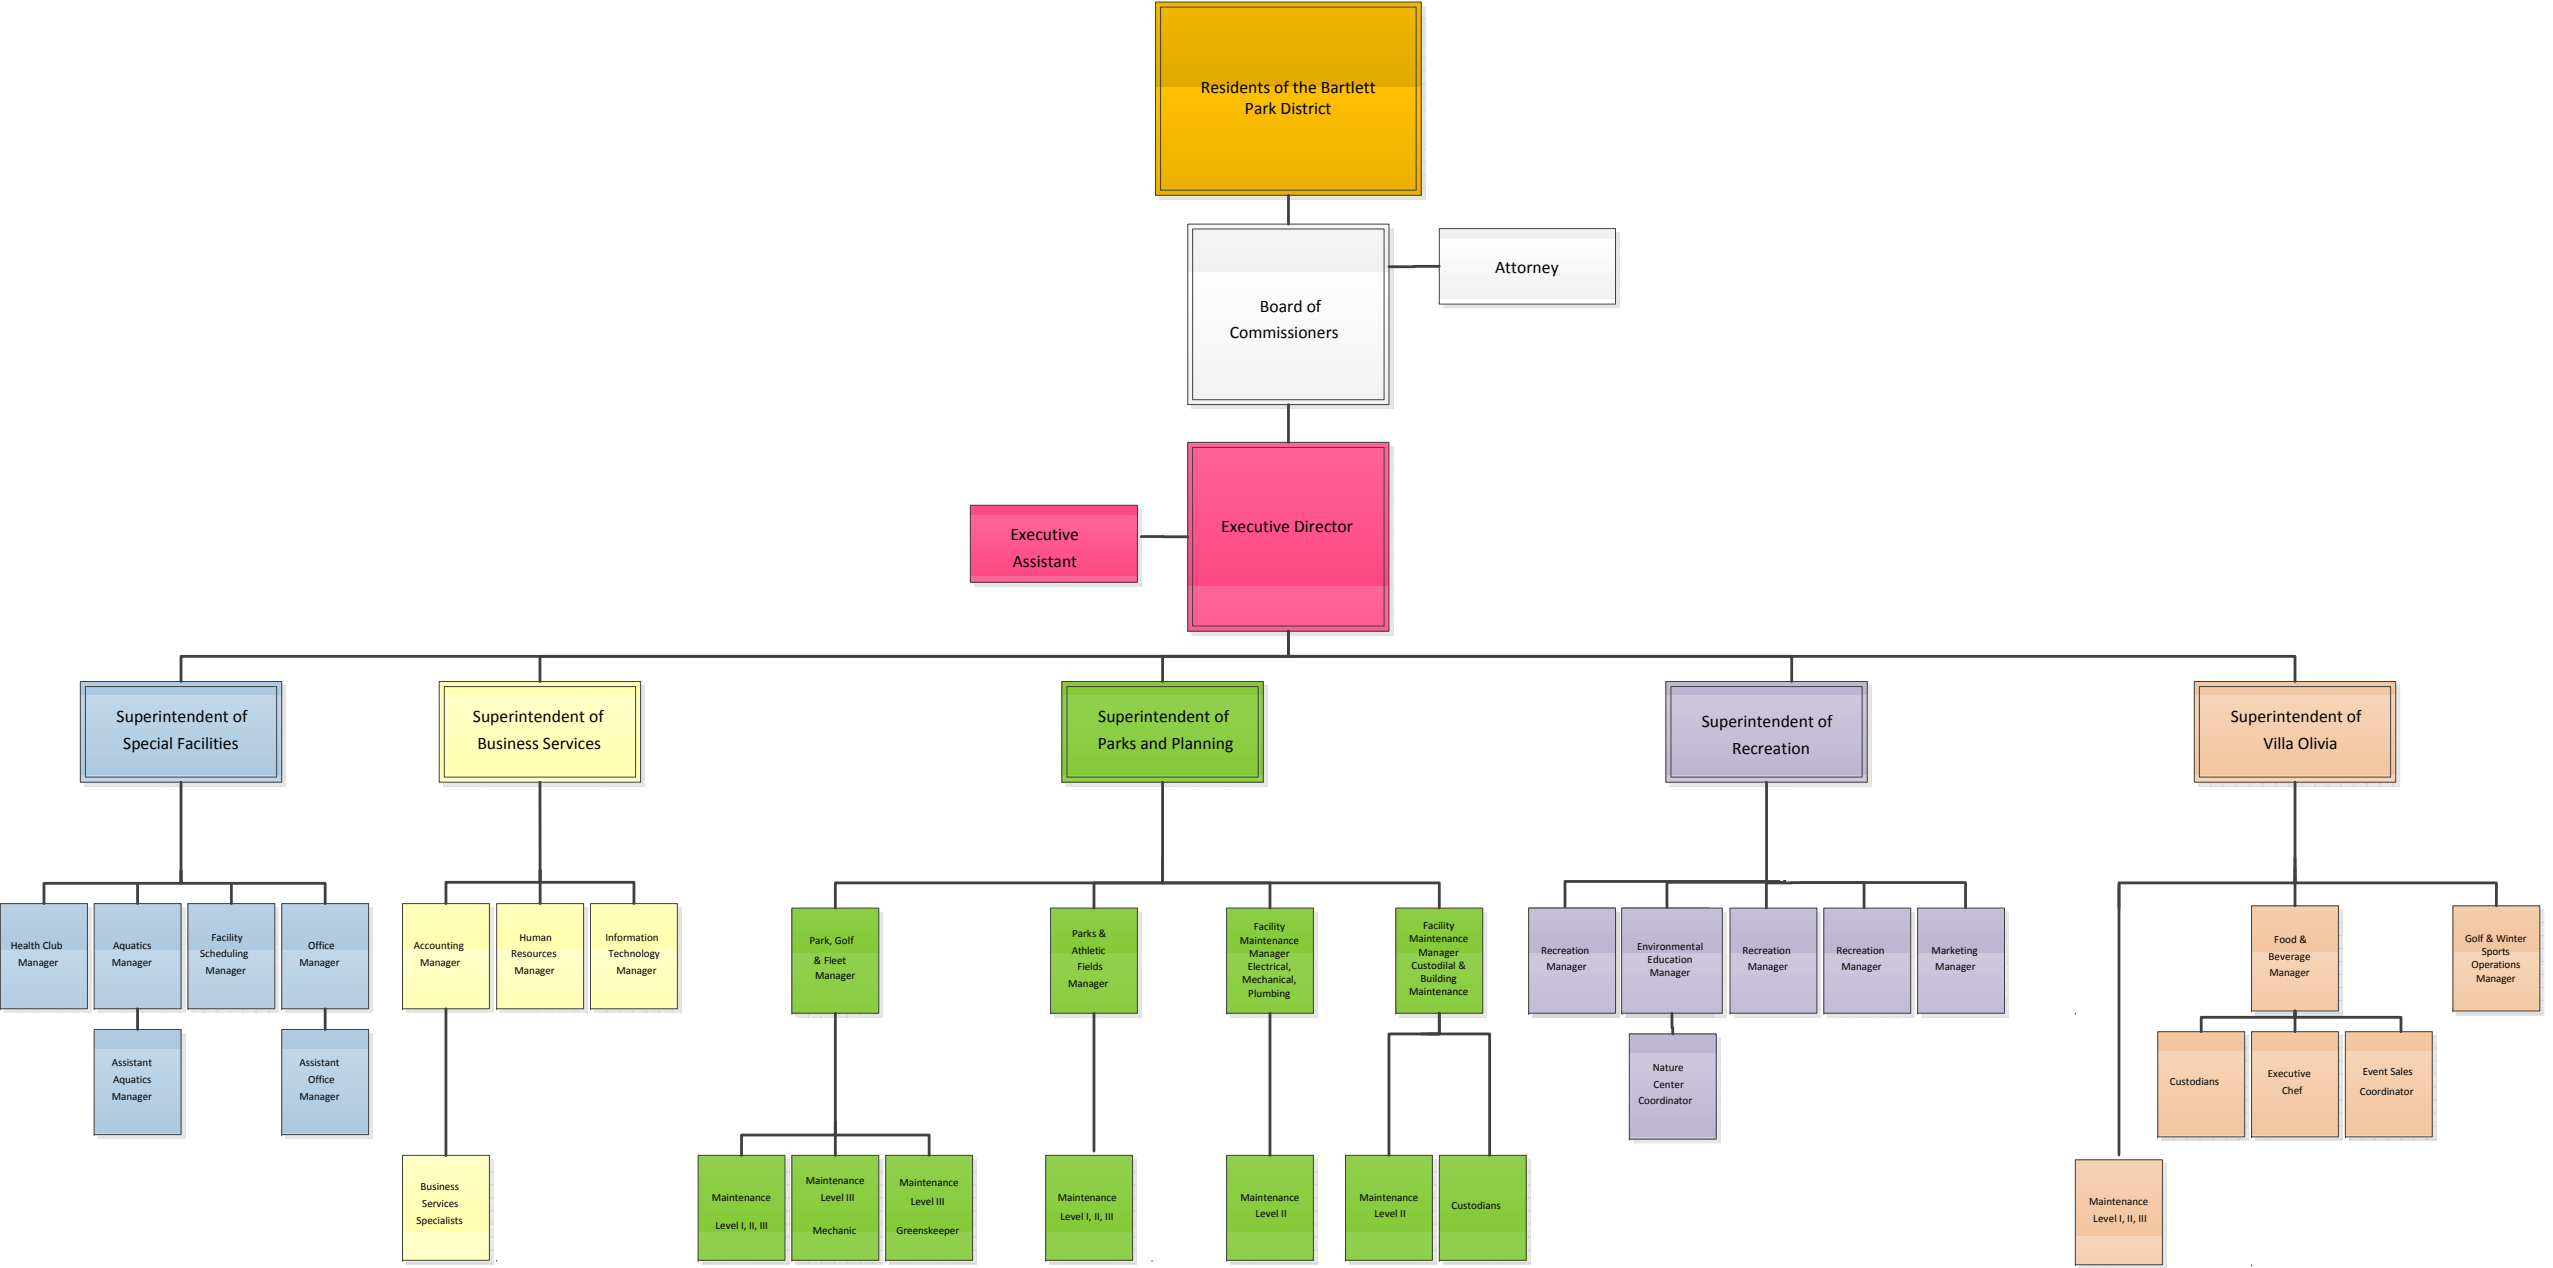 Residents of the Bartlett
Park District
Board of
Commissioners
Attorney
Executive Director
Executive
Assistant
Superintendent of
Special Facilities
Superintendent of
Business Services
Superintendent of
Parks and Planning
Superintendent of
Recreation
Superintendent of
Villa Olivia
Health Club
Manager
Aquatics
Manager
Facility
Scheduling
Manager
Office
Manager
Accounting
Manager
Human
Resources
Manager
Information
Technology
Manager
Park, Golf
& Fleet
Manager
Parks &
Athletic
Fields
Manager
Facility
Maintenance
Manager
Electrical,
Mechanical,
Plumbing
Facility
Maintenance
Manager
Custodilal &
Building
Maintenance
Recreation
Manager
Environmental
Education
Manager
Recreation
Manager
Recreation
Manager
Marketing
Manager
Food &
Beverage
Manager
Golf & Winter
Sports
Operations
Manager
Assistant
Aquatics
Manager
Assistant
Office
Manager
Nature
Center
Coordinator
Custodians
Executive
Chef
Event Sales
Coordinator
Business
Services
Specialists
Maintenance
Level I, II, III
Maintenance
Level III
Mechanic
Maintenance
Level III
Greenskeeper
Maintenance
Level I, II, III
Maintenance
Level II
Maintenance
Level II
Custodians
Maintenance
Level I, II, III